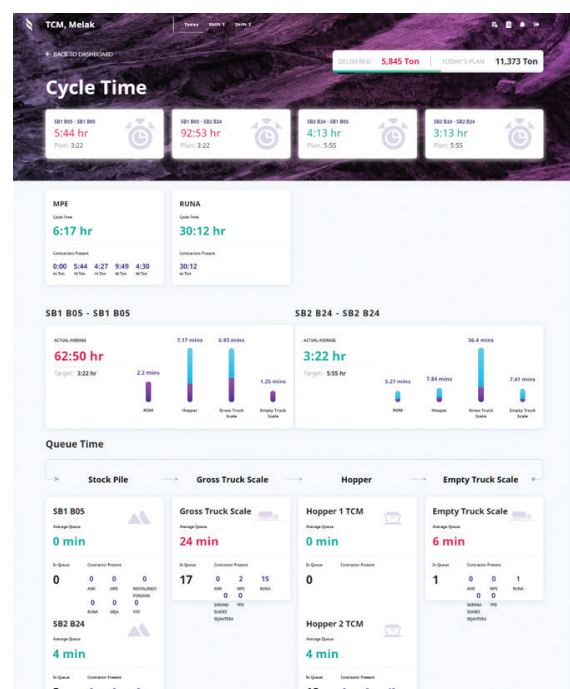 TCM, Melak
Today Shift 1 Shift 2
← BACK TO DASHBOARD
DELIVERED 5,845 Ton TODAY'S PLAN 11,373 Ton
Cycle Time
SB1 B05 - SB1 B05
5:44 hr
Plan: 3:22
SB1 B05 - SB2 B24
92:53 hr
Plan: 3:22
SB2 B24 - SB1 B05
4:13 hr
Plan: 5:55
SB2 B24 - SB2 B24
3:13 hr
Plan: 5:55
MPE
Cycle Time
6:17 hr
Contractors Present
0:00 5:44 4:27 9:49 4:30
RUNA
Cycle Time
30:12 hr
Contractors Present
30:12
SB1 B05 - SB1 B05
ACTUAL AVERAGE
62:50 hr
Target: 3:22 hr
2.2 mins
7.17 mins
6.93 mins
1.25 mins
ROM
Hopper
Gross Truck
Scale
Empty Truck
Scale
SB2 B24 - SB2 B24
ACTUAL AVERAGE
3:22 hr
Target: 5:55 hr
5.27 mins
7.84 mins
36.4 mins
7.41 mins
ROM
Hopper
Gross Truck
Scale
Empty Truck
Scale
Queue Time
Stock Pile
Gross Truck Scale
Hopper
Empty Truck Scale
SB1 B05
Average Queue
0 min
In Queue Contractor Present
0 0 0 0
AMR MPE RENTALINDO
PERDANA
0 0 0
RUNA WIJA YFD
SB2 B24
Average Queue
4 min
In Queue Contractor Present
Gross Truck Scale
Average Queue
24 min
In Queue Contractor Present
17 0 2 15
AMR MPE RUNA
0 0
SARANA YFD
SUKSES
SEJAHTERA
Hopper 1 TCM
Average Queue
0 min
In Queue Contractor Present
0
Hopper 2 TCM
Average Queue
4 min
In Queue Contractor Present
Empty Truck Scale
Average Queue
6 min
In Queue Contractor Present
1 0 0 1
AMR MPE RUNA
0 0
SARANA YFD
SUKSES
SEJAHTERA